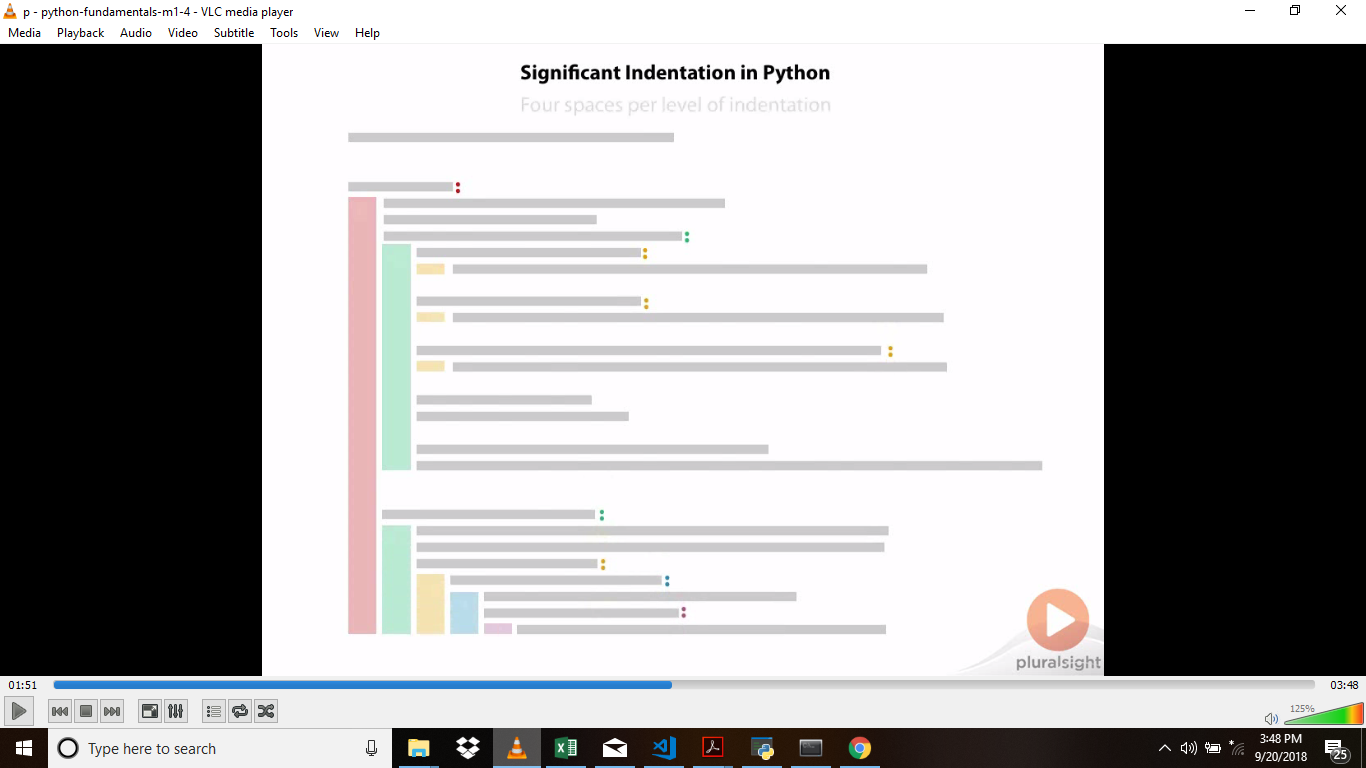 p - python-fundamentals-m1-4 - VLC media player
Media Playback Audio Video Subtitle Tools View Help
Significant Indentation in Python
Four spaces per level of indentation
pluralsight
01:51
03:48
125%
Type here to search
3:48 PM
9/20/2018
25